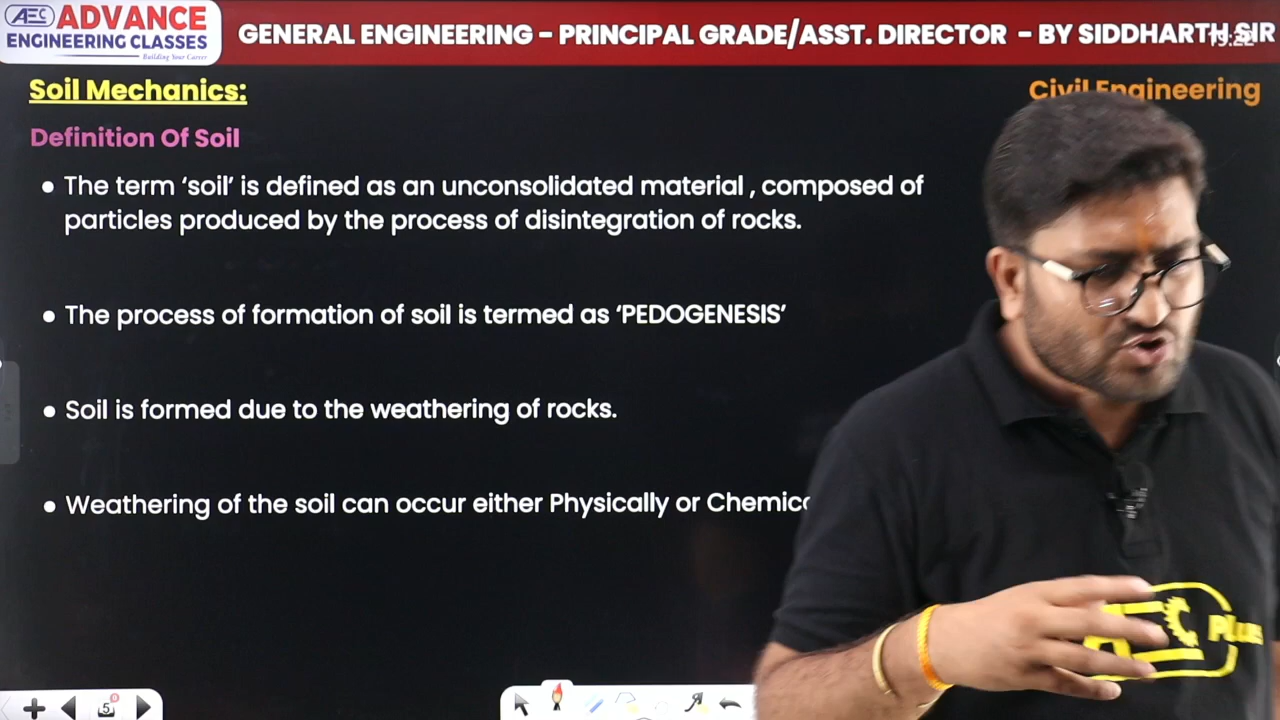 AEC ADVANCE
ENGINEERING CLASSES
Building Your Career
GENERAL ENGINEERING – PRINCIPAL GRADE/ASST. DIRECTOR - BY SIDDHARTH SIR
Soil Mechanics:
Civil Engineering
Definition Of Soil
● The term ‘soil’ is defined as an unconsolidated material , composed of
particles produced by the process of disintegration of rocks.
● The process of formation of soil is termed as ‘PEDOGENESIS’
● Soil is formed due to the weathering of rocks.
● Weathering of the soil can occur either Physically or
5